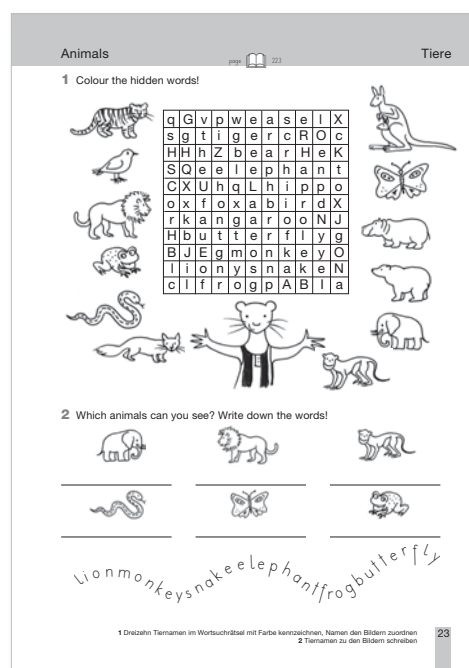 Animals
page 223
Tiere
1 Colour the hidden words!
q G v p w e a s e l X
s g t i g e r c R O c
H H h Z b e a r H e K
S Q e e l e p h a n t
C X U h q L h i p p o
o x f o x a b i r d X
r k a n g a r o o N J
H b u t t e r f l y g
B J E g m o n k e y O
l i o n y s n a k e N
c l f r o g p A B l a
2 Which animals can you see? Write down the words!
lionmonkeysnakeelephantfrogbutterfly
1 Dreizehn Tiernamen im Wortsuchrätsel mit Farbe kennzeichnen, Namen den Bildern zuordnen
2 Tiernamen zu den Bildern schreiben
23